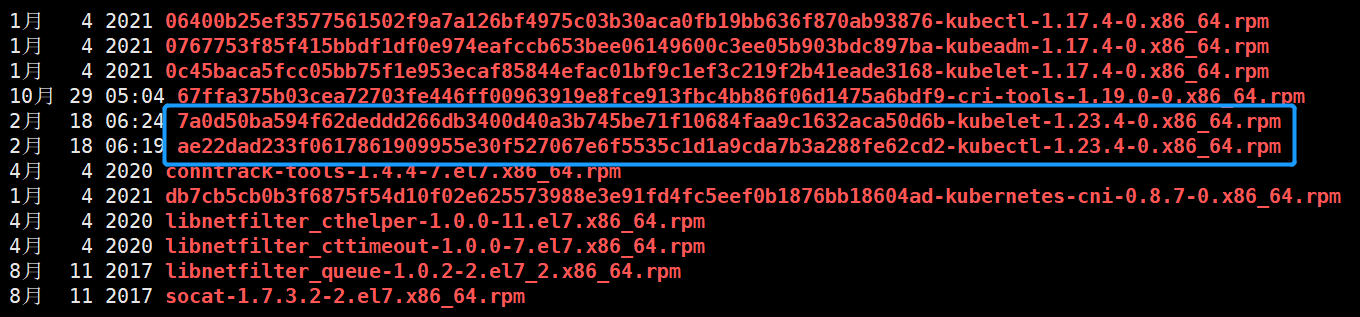 1月 4 2021 06400b25ef3577561502f9a7a126bf4975c03b30aca0fb19bb636f870ab93876-kubectl-1.17.4-0.x86_64.rpm
1月 4 2021 0767753f85f415bbdf1df0e974eafccb653bee06149600c3ee05b903bdc897ba-kubeadm-1.17.4-0.x86_64.rpm
1月 4 2021 0c45baca5fcc05bb75f1e953ecaf85844efac01bf9c1ef3c219f2b41eade3168-kubelet-1.17.4-0.x86_64.rpm
10月 29 05:04 67ffa375b03cea72703fe446ff00963919e8fce913fbc4bb86f06d1475a6bdf9-cri-tools-1.19.0-0.x86_64.rpm
2月 18 06:24 7a0d50ba594f62deddd266db3400d40a3b745be71f10684faa9c1632aca50d6b-kubelet-1.23.4-0.x86_64.rpm
2月 18 06:19 ae22dad233f0617861909955e30f527067e6f5535c1d1a9cda7b3a288fe62cd2-kubectl-1.23.4-0.x86_64.rpm
4月 4 2020 conntrack-tools-1.4.4-7.el7.x86_64.rpm
1月 4 2021 db7cb5cb0b3f6875f54d10f02e625573988e3e91fd4fc5eef0b1876bb18604ad-kubernetes-cni-0.8.7-0.x86_64.rpm
4月 4 2020 libnetfilter_cthelper-1.0.0-11.el7.x86_64.rpm
4月 4 2020 libnetfilter_cttimeout-1.0.0-7.el7.x86_64.rpm
8月 11 2017 libnetfilter_queue-1.0.2-2.el7_2.x86_64.rpm
8月 11 2017 socat-1.7.3.2-2.el7.x86_64.rpm